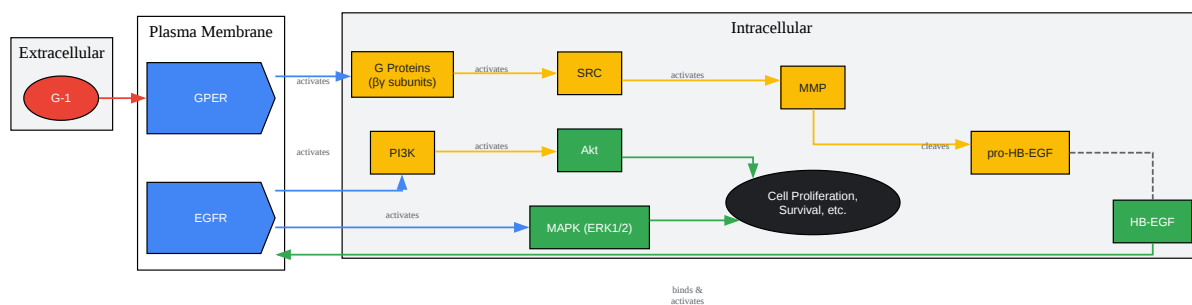 Extracellular
G-1
Plasma Membrane
GPER
EGFR
Intracellular
activates
G Proteins
(βγ subunits)
activates
SRC
activates
MMP
cleaves
pro-HB-EGF
HB-EGF
activates
PI3K
activates
Akt
activates
MAPK (ERK1/2)
Cell Proliferation,
Survival, etc.
binds &
activates